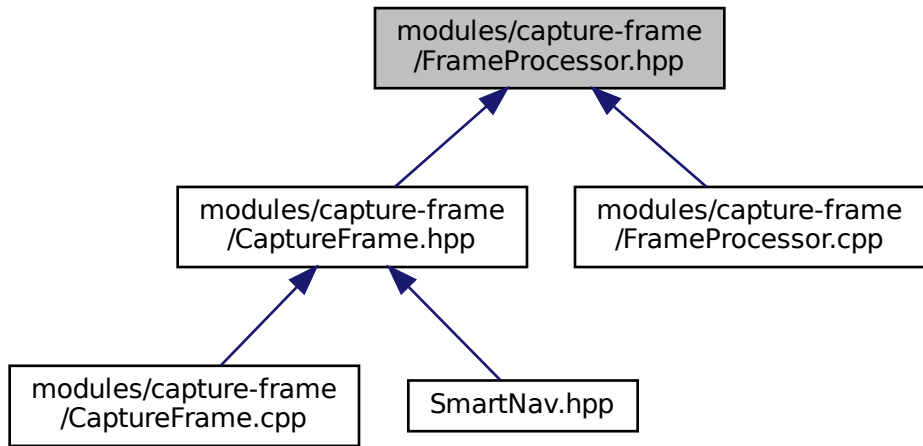 modules/capture-frame
/FrameProcessor.hpp
modules/capture-frame
/CaptureFrame.hpp
modules/capture-frame
/FrameProcessor.cpp
modules/capture-frame
/CaptureFrame.cpp
SmartNav.hpp